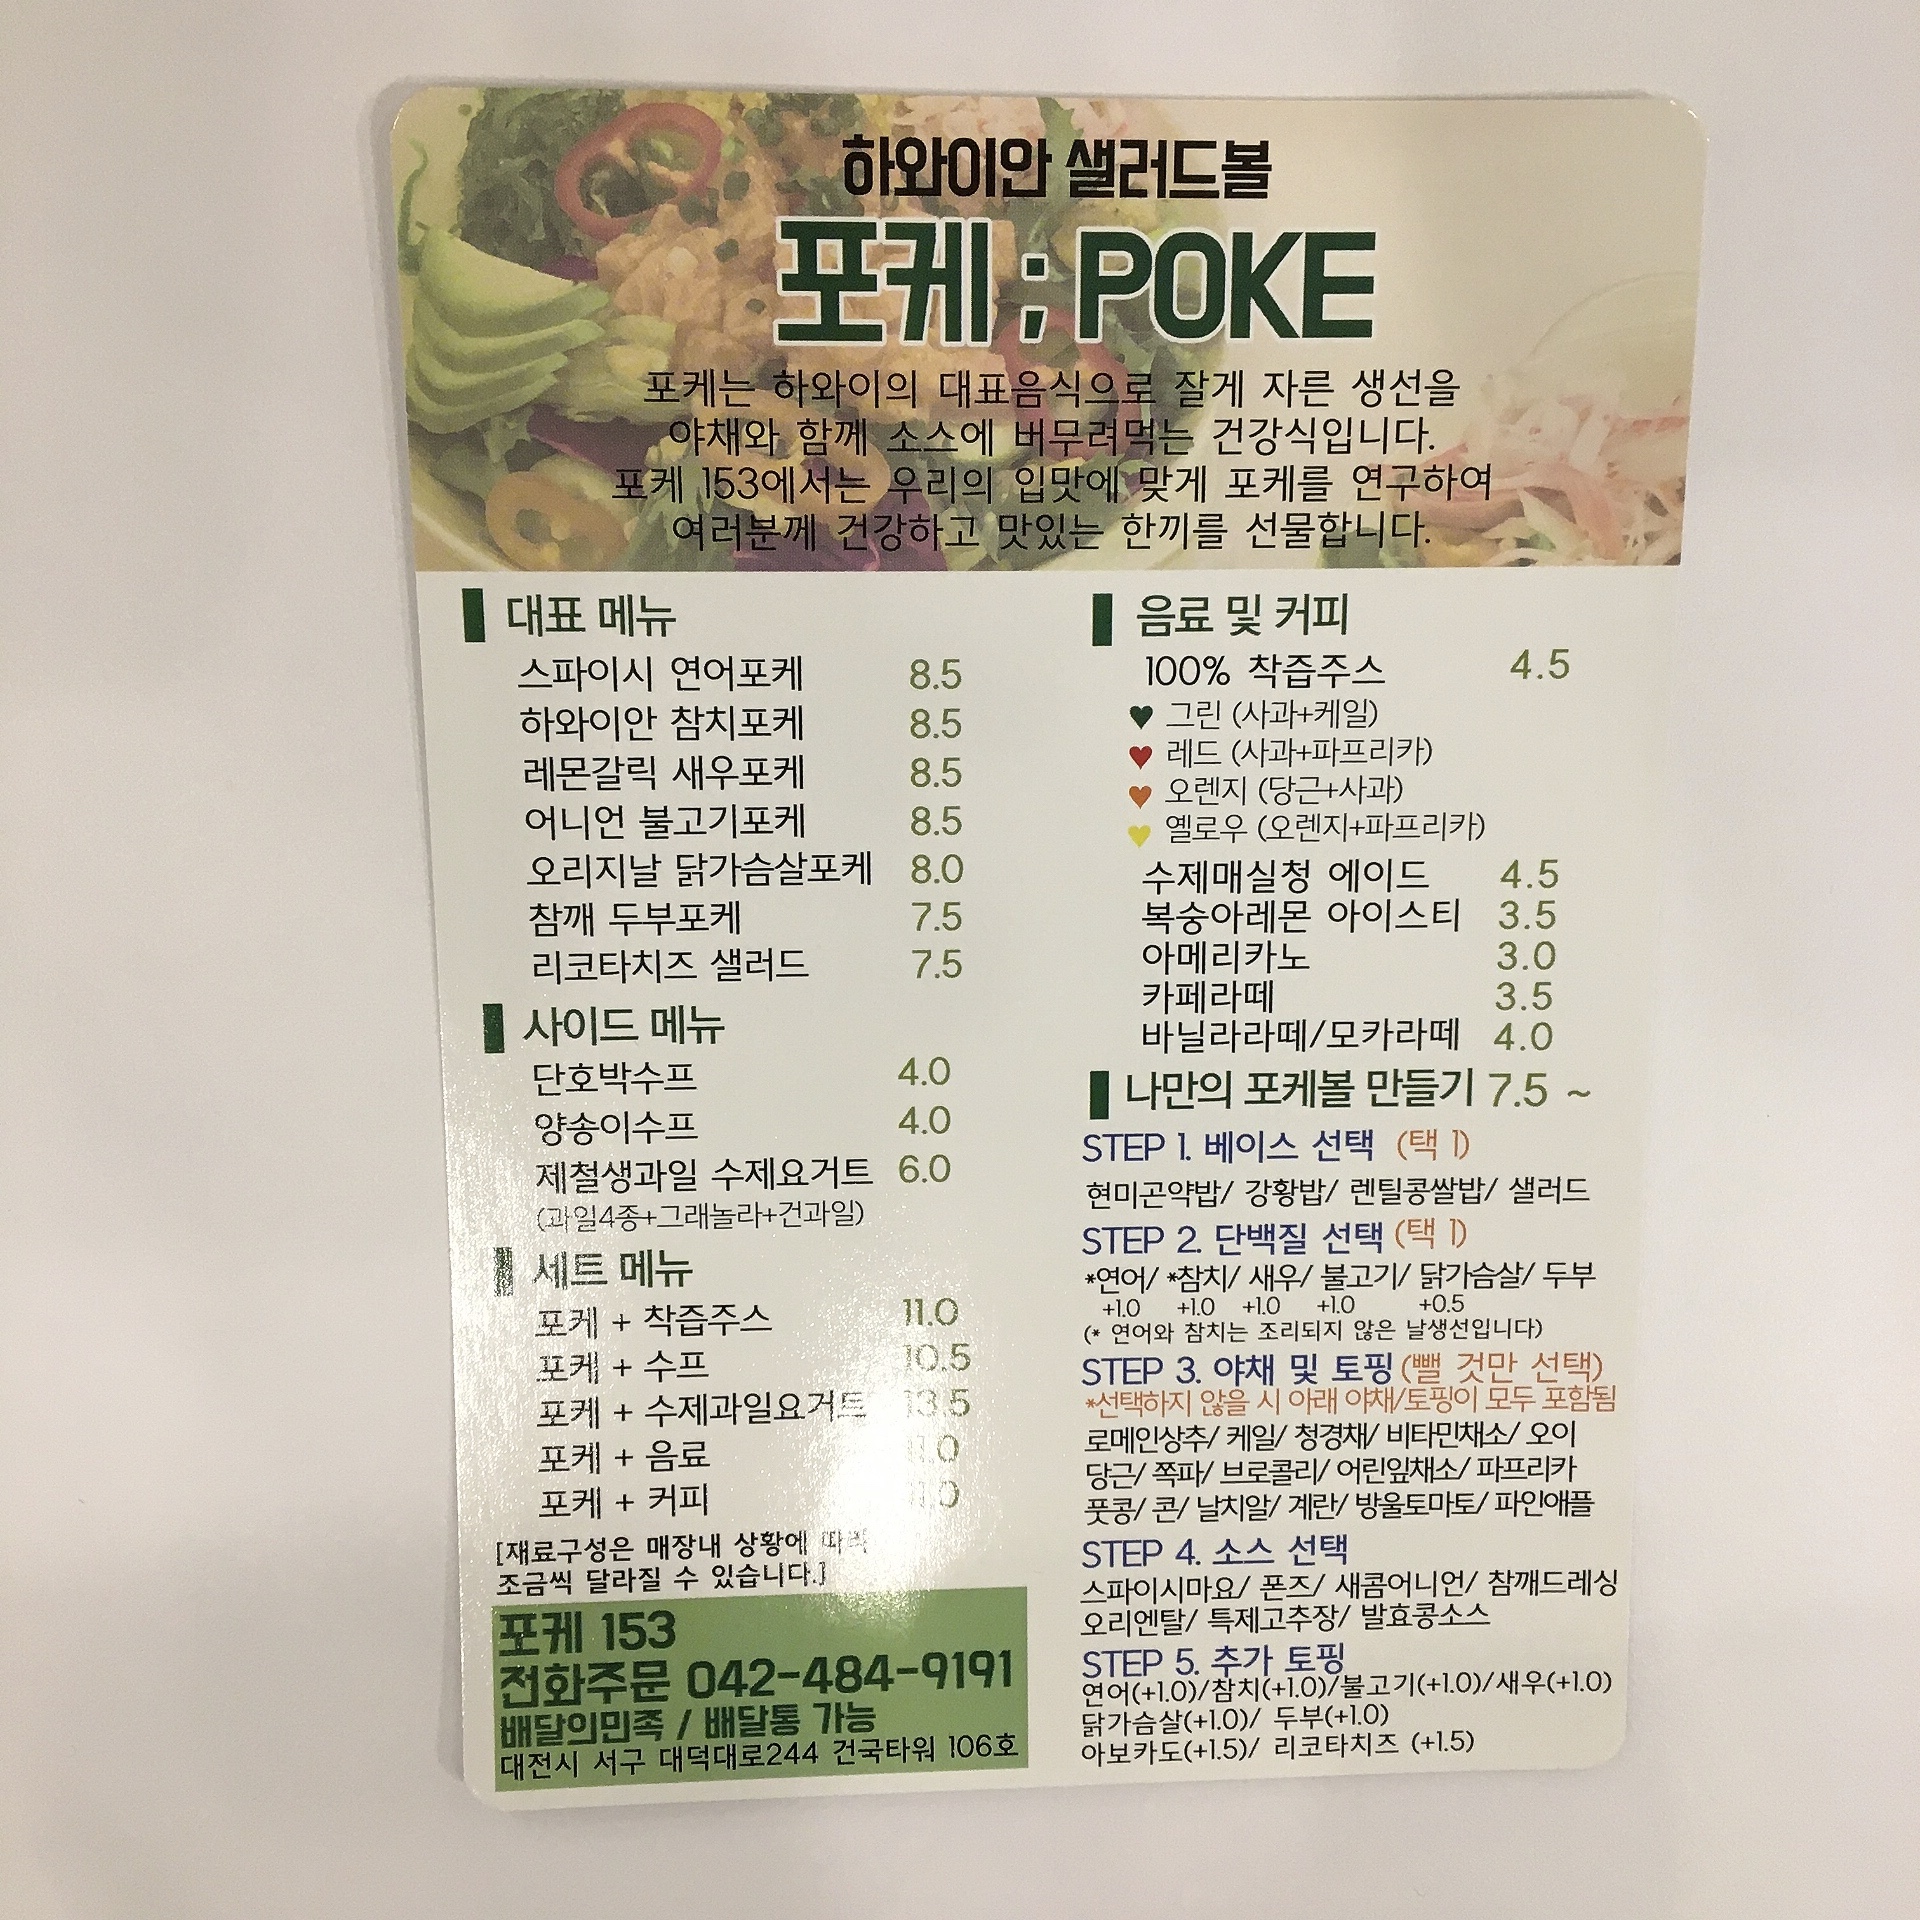 하와이안 샐러드볼
포케 ; POKE
포케는 하와이의 대표음식으로 잘게 자른 생선을
야채와 함께 소스에 버무려먹는 건강식입니다.
포케 153에서는 우리의 입맛에 맞게 포케를 연구하여
여러분께 건강하고 맛있는 한끼를 선물합니다.
대표 메뉴
스파이시 연어포케 8.5
하와이안 참치포케 8.5
레몬갈릭 새우포케 8.5
어니언 불고기포케 8.5
오리지날 닭가슴살포케 8.0
참깨 두부포케 7.5
리코타치즈 샐러드 7.5
사이드 메뉴
단호박수프 4.0
양송이수프 4.0
제철생과일 수제요거트 6.0
(과일4종+그래놀라+건과일)
세트 메뉴
포케 + 착즙주스 11.0
포케 + 수프 10.5
포케 + 수제과일요거트 13.5
포케 + 음료 11.0
포케 + 커피 11.0
[재료구성은 매장내 상황에 따라
조금씩 달라질 수 있습니다.]
포케 153
전화주문 042-484-9191
배달의민족 / 배달통 가능
대전시 서구 대덕대로244 건국타워 106호
음료 및 커피
100% 착즙주스 4.5
♥ 그린 (사과+케일)
♥ 레드 (사과+파프리카)
♥ 오렌지 (당근+사과)
♥ 옐로우 (오렌지+파프리카)
수제매실청 에이드 4.5
복숭아레몬 아이스티 3.5
아메리카노 3.0
카페라떼 3.5
바닐라라떼/모카라떼 4.0
나만의 포케볼 만들기 7.5 ~
STEP 1. 베이스 선택 (택 1)
현미곤약밥/ 강황밥/ 렌틸콩쌀밥/ 샐러드
STEP 2. 단백질 선택 (택 1)
*연어/ *참치/ 새우/ 불고기/ 닭가슴살/ 두부
+1.0 +1.0 +1.0 +1.0 +0.5
(* 연어와 참치는 조리되지 않은 날생선입니다)
STEP 3. 야채 및 토핑 (뺄 것만 선택)
*선택하지 않을 시 아래 야채/토핑이 모두 포함됨
로메인상추/ 케일/ 청경채/ 비타민채소/ 오이
당근/ 쪽파/ 브로콜리/ 어린잎채소/ 파프리카
풋콩/ 콘/ 날치알/ 계란/ 방울토마토/ 파인애플
STEP 4. 소스 선택
스파이시마요/ 폰즈/ 새콤어니언/ 참깨드레싱
오리엔탈/ 특제고추장/ 발효콩소스
STEP 5. 추가 토핑
연어(+1.0)/참치(+1.0)/불고기(+1.0)/새우(+1.0)
닭가슴살(+1.0)/ 두부(+1.0)
아보카도(+1.5)/ 리코타치즈 (+1.5)